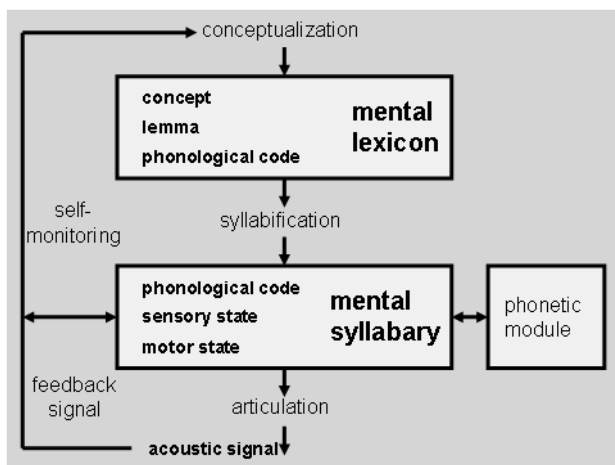 conceptualization
concept
lemma
phonological code
mental
lexicon
self-
monitoring
syllabification
phonological code
sensory state
motor state
mental
syllabary
phonetic
module
feedback
signal
articulation
acoustic signal